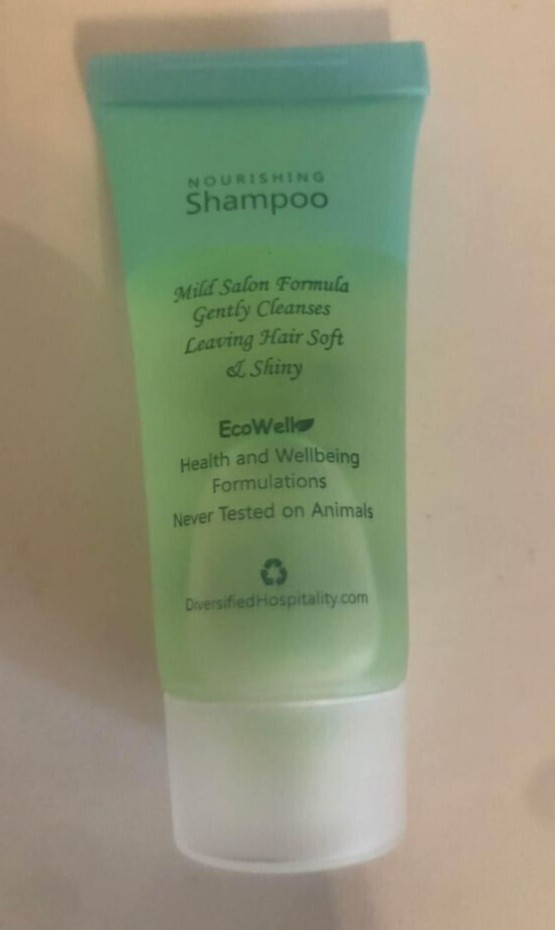 NOURISHING
Shampoo
Mild Salon Formula
Gently Cleanses
Leaving Hair Soft
& Shiny
EcoWell
Health and Wellbeing
Formulations
Never Tested on Animals
DiversifiedHospitality.com